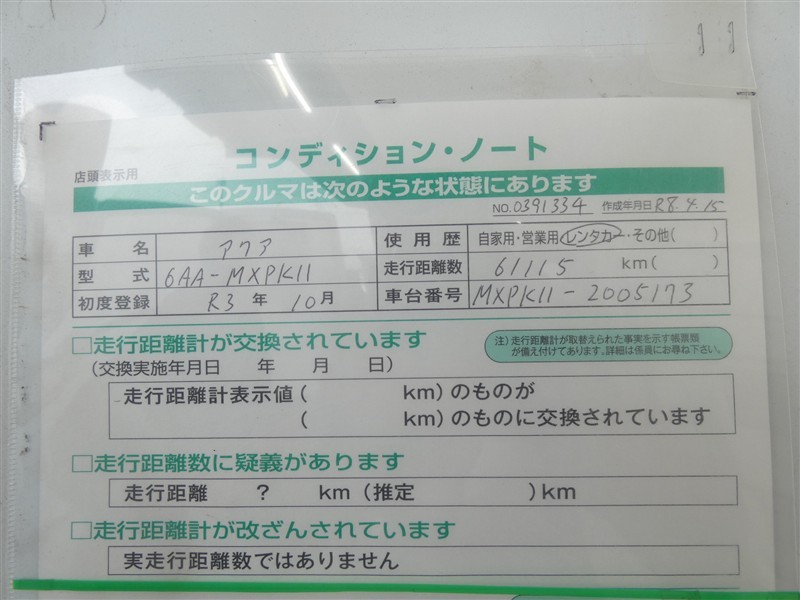 コンディション・ノート
店頭表示用
このクルマは次のような状態にあります
NO.0391334 作成年月日 R8.4.15
車名 アクア 使用歴 自家用・営業用・レンタカー・その他( )
型式 6AA-MXPK11 走行距離数 61115 km( )
初度登録 R3年10月 車台番号 MXPK11-2005173
□走行距離計が交換されています
注)走行距離計が取替えられた事実を示す帳票類
が備え付けてあります。詳細は係員にお尋ね下さい。
(交換実施年月日 年 月 日)
走行距離計表示値( km)のものが
( km)のものに交換されています
□走行距離数に疑義があります
走行距離 ? km(推定 )km
□走行距離計が改ざんされています
実走行距離数ではありません